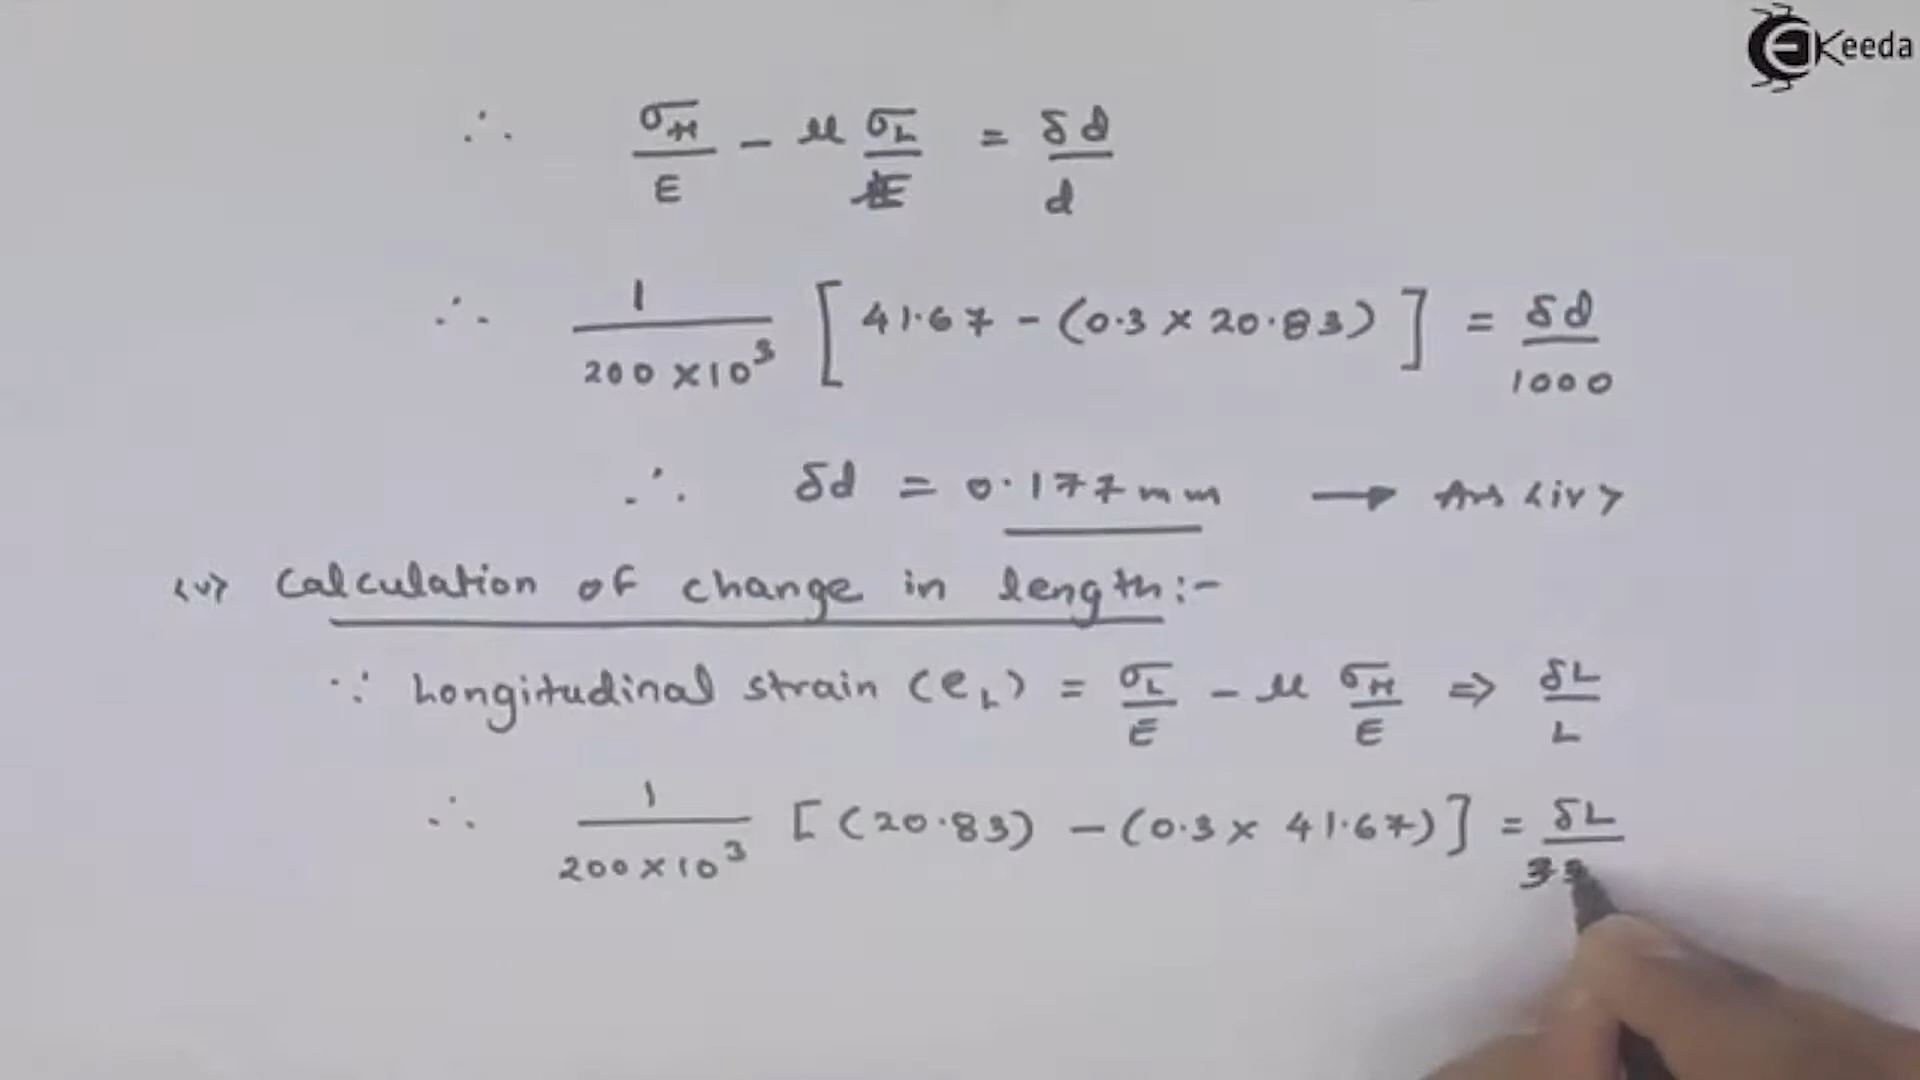 EKeeda
∴ σH/E - μ σL/E = δd/d
∴ 1/200×10³ [41.67 - (0.3 × 20.83)] = δd/1000
∴ δd = 0.177mm → Ans <iv>
<v> Calculation of change in length:-
∵ Longitudinal strain (eL) = σL/E - μ σH/E ⇒ δL/L
∴ 1/200×10³ [(20.83) - (0.3× 41.67)] = δL/